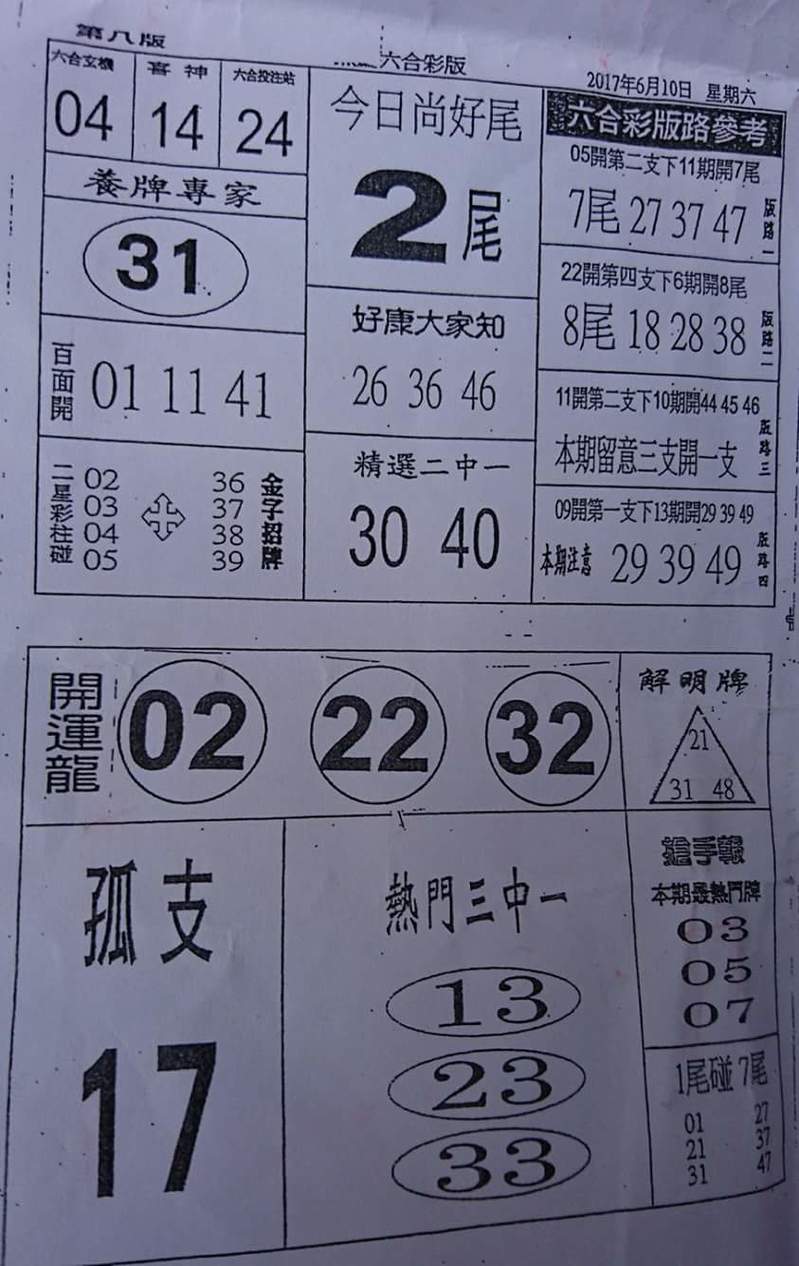 第八版
六合彩版
2017年6月10日 星期六
六合玄機
04
喜神
14
六合投注站
24
養牌專家
31
百面開
01 11 41
二星彩柱碰
02
03
04
05
36
37
38
39
金字招牌
今日尚好尾
2尾
好康大家知
26 36 46
精選二中一
30 40
六合彩版路參考
05開第二支下11期開7尾
7尾 27 37 47
版路一
22開第四支下6期開8尾
8尾 18 28 38
版路二
11開第二支下10期開44 45 46
本期留意三支開一支
版路三
09開第一支下13期開29 39 49
本期注意 29 39 49
版路四
開運龍
02 22 32
解明牌
21
31 48
孤支
17
熱門三中一
13
23
33
搶手報
本期最熱門牌
03
05
07
1尾碰7尾
01 27
21 37
31 47